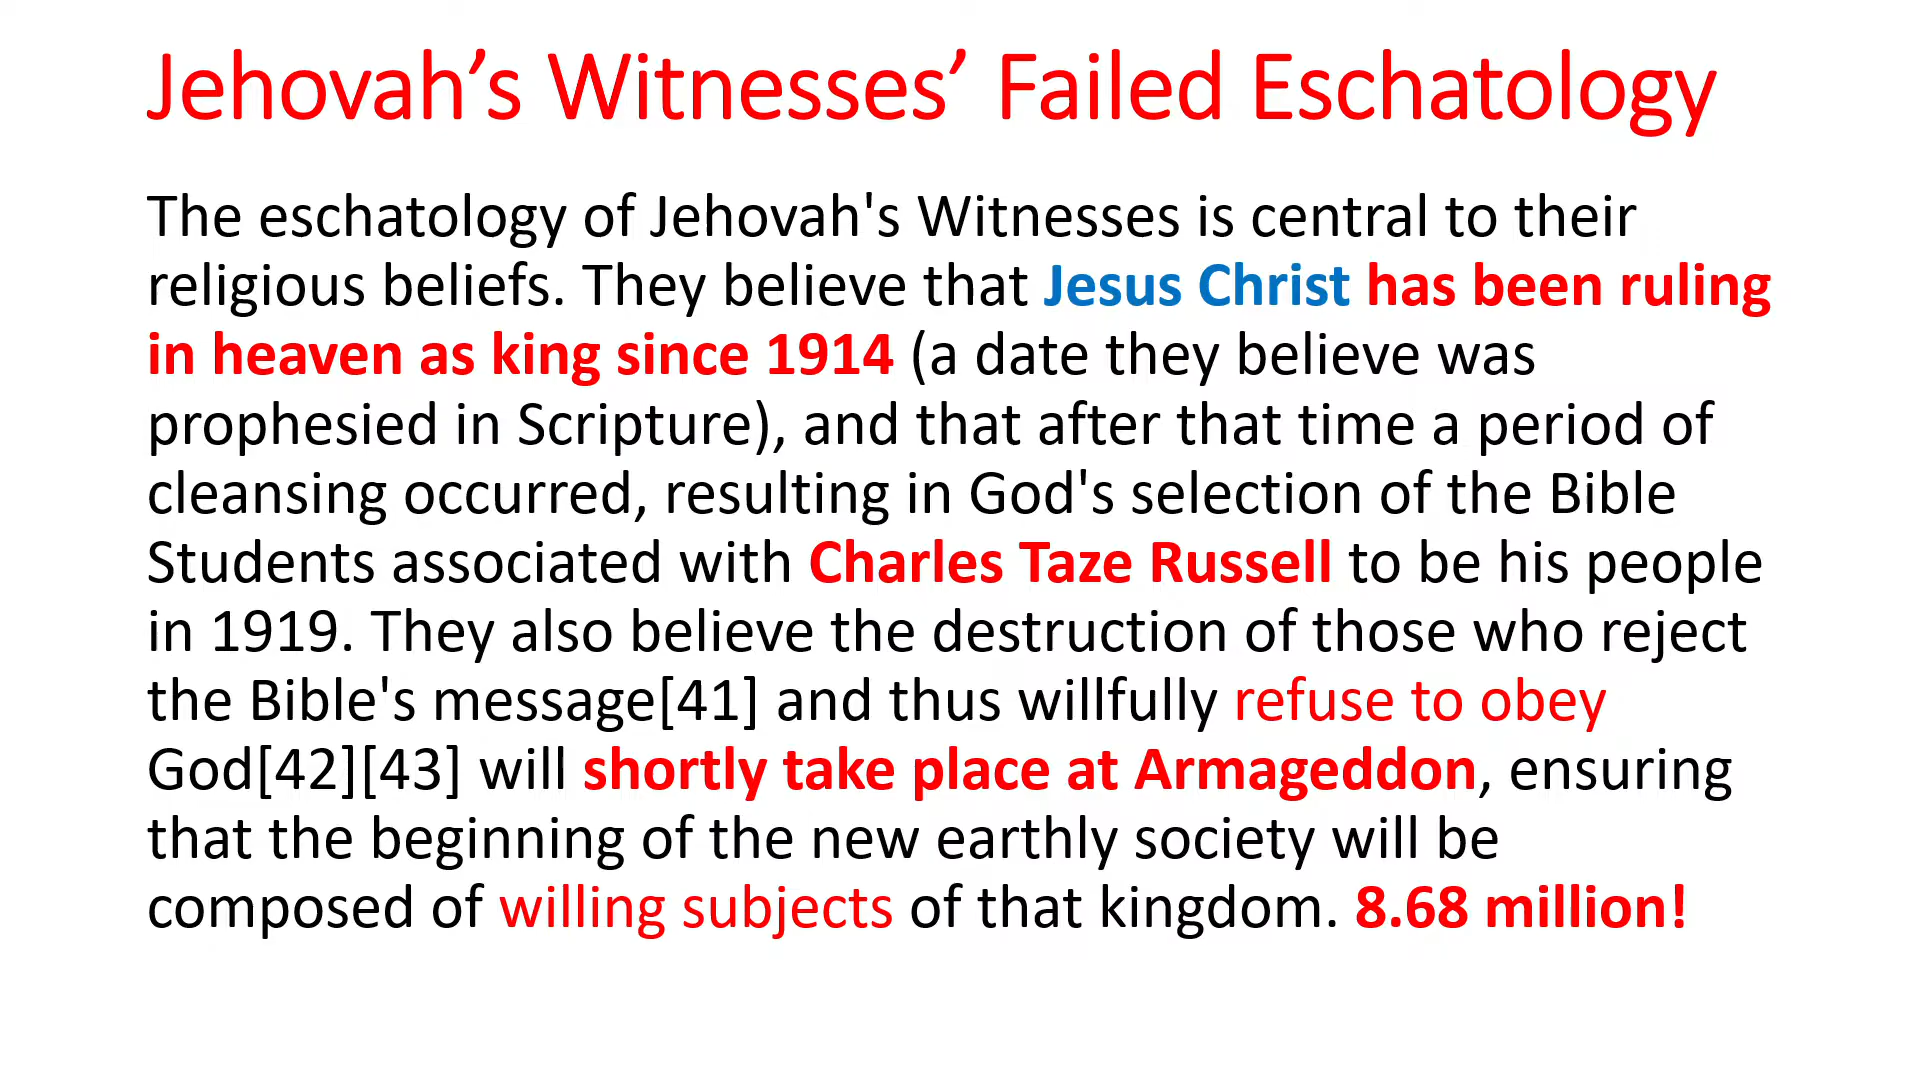 Jehovah’s Witnesses’ Failed Eschatology
The eschatology of Jehovah's Witnesses is central to their
religious beliefs. They believe that Jesus Christ has been ruling
in heaven as king since 1914 (a date they believe was
prophesied in Scripture), and that after that time a period of
cleansing occurred, resulting in God's selection of the Bible
Students associated with Charles Taze Russell to be his people
in 1919. They also believe the destruction of those who reject
the Bible's message[41] and thus willfully refuse to obey
God[42][43] will shortly take place at Armageddon, ensuring
that the beginning of the new earthly society will be
composed of willing subjects of that kingdom. 8.68 million!